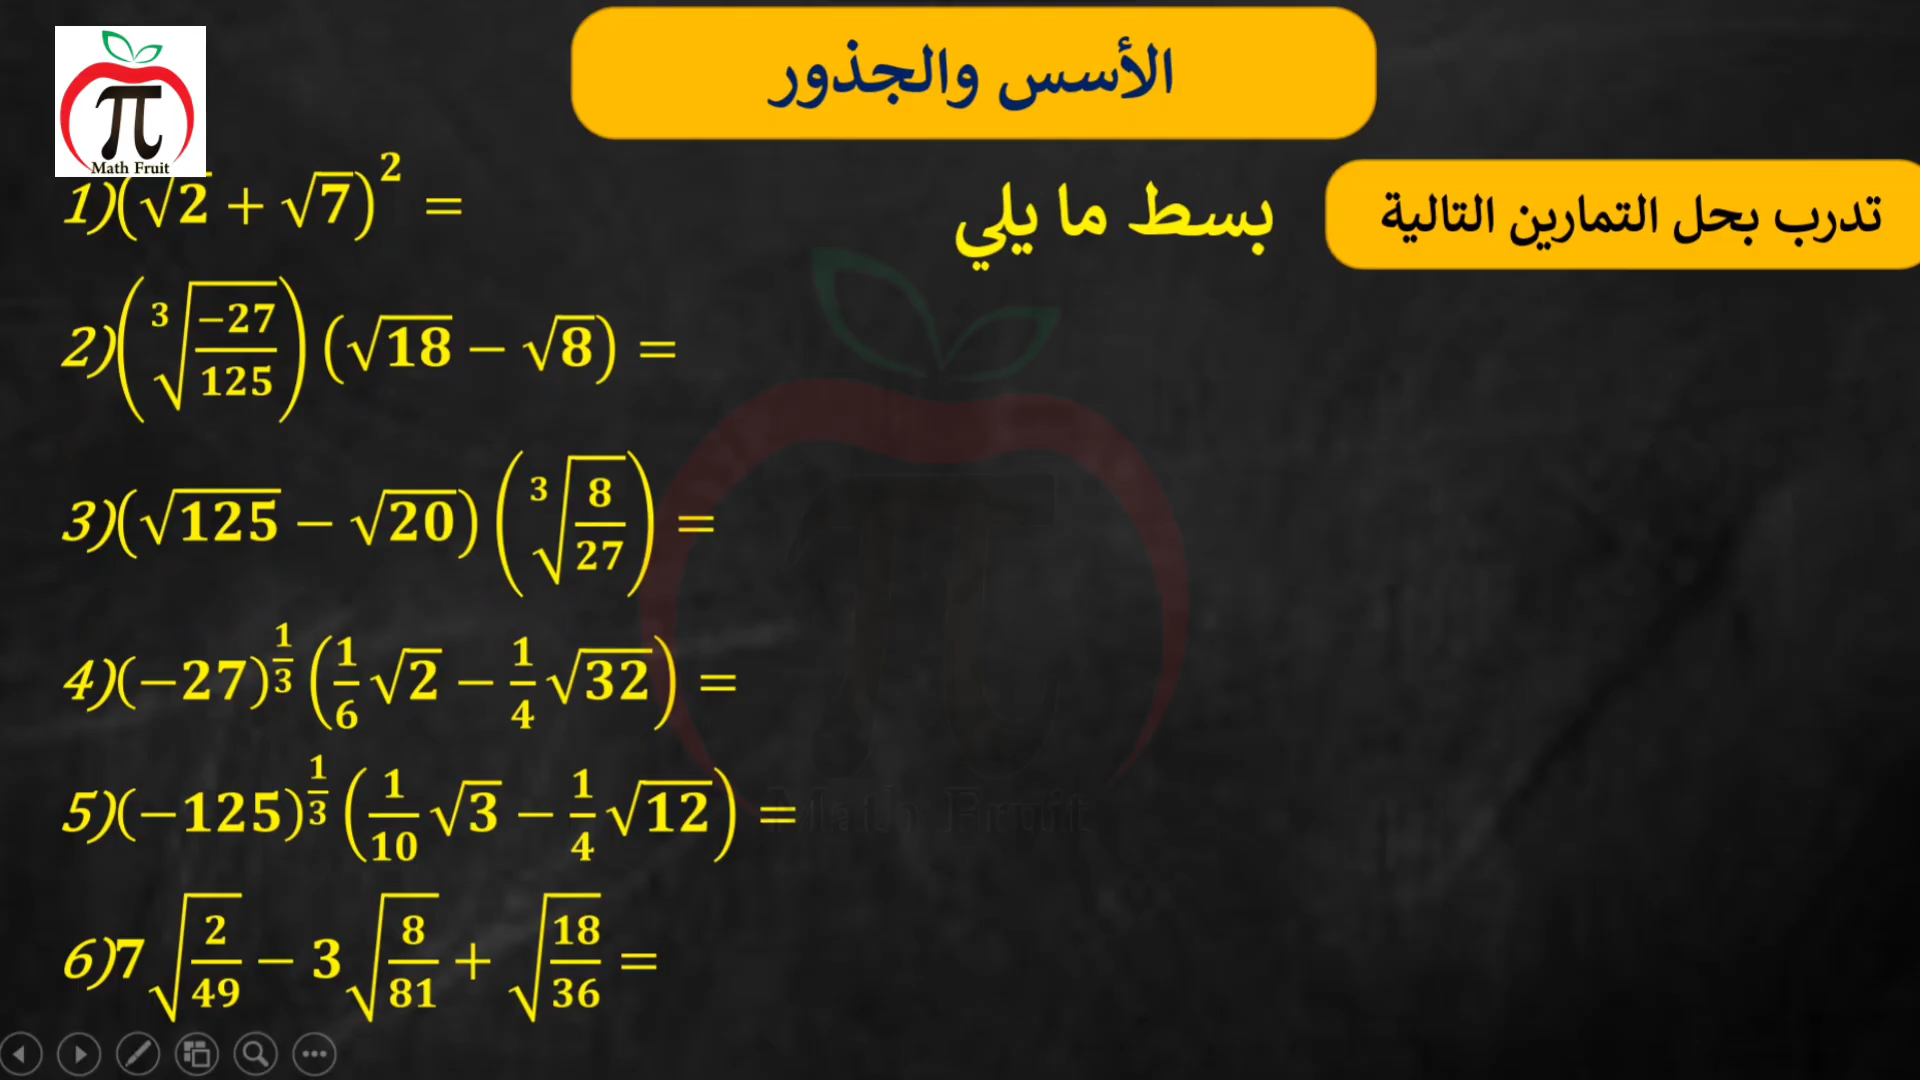 الأسس والجذور
Math Fruit
تدرب بحل التمارين التالية
بسط ما يلي
1)(√2 + √7)² =
2)(∛(−27/125)) (√18 − √8) =
3)(√125 − √20) (∛(8/27)) =
4)(−27)^(1/3) (1/6 √2 − 1/4 √32) =
5)(−125)^(1/3) (1/10 √3 − 1/4 √12) =
6)7√(2/49) − 3√(8/81) + √(18/36) =
Math Fruit